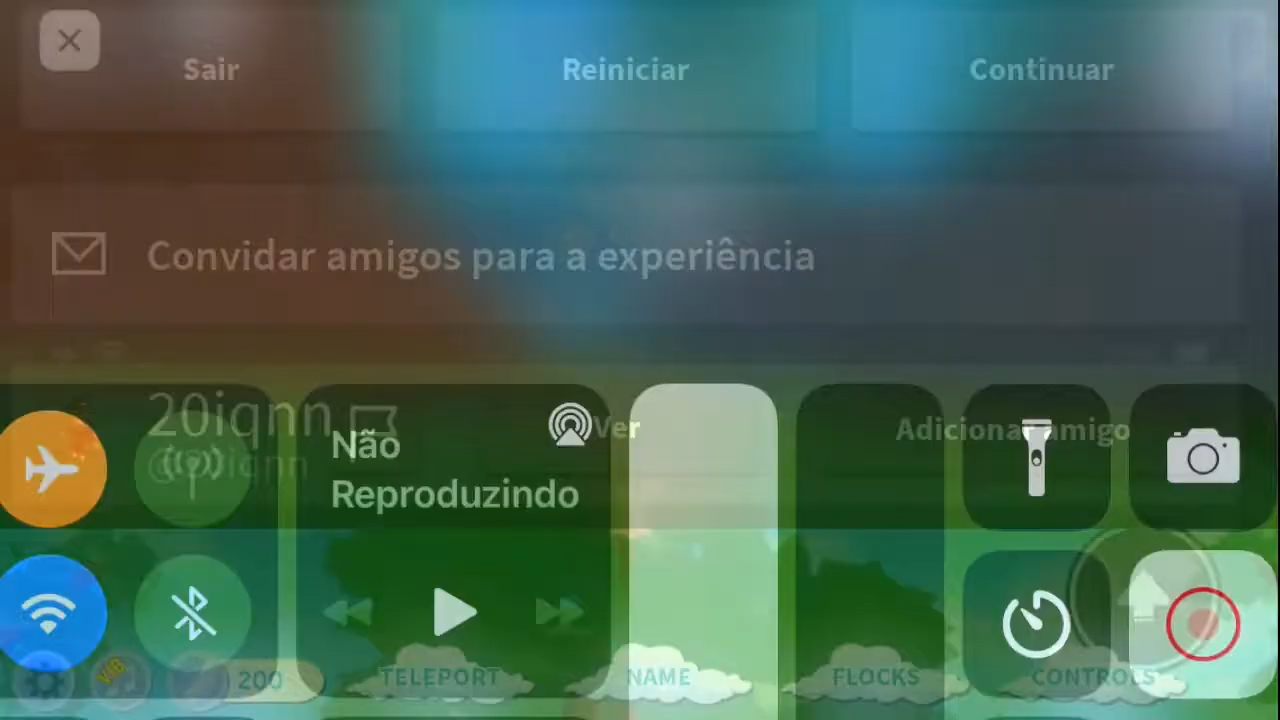 Sair
Reiniciar
Continuar
Convidar amigos para a experiência
20iqnn
Ver
Adicionar amigo
Não
Reproduzindo
200
TELEPORT
NAME
FLOCKS
CONTROLS